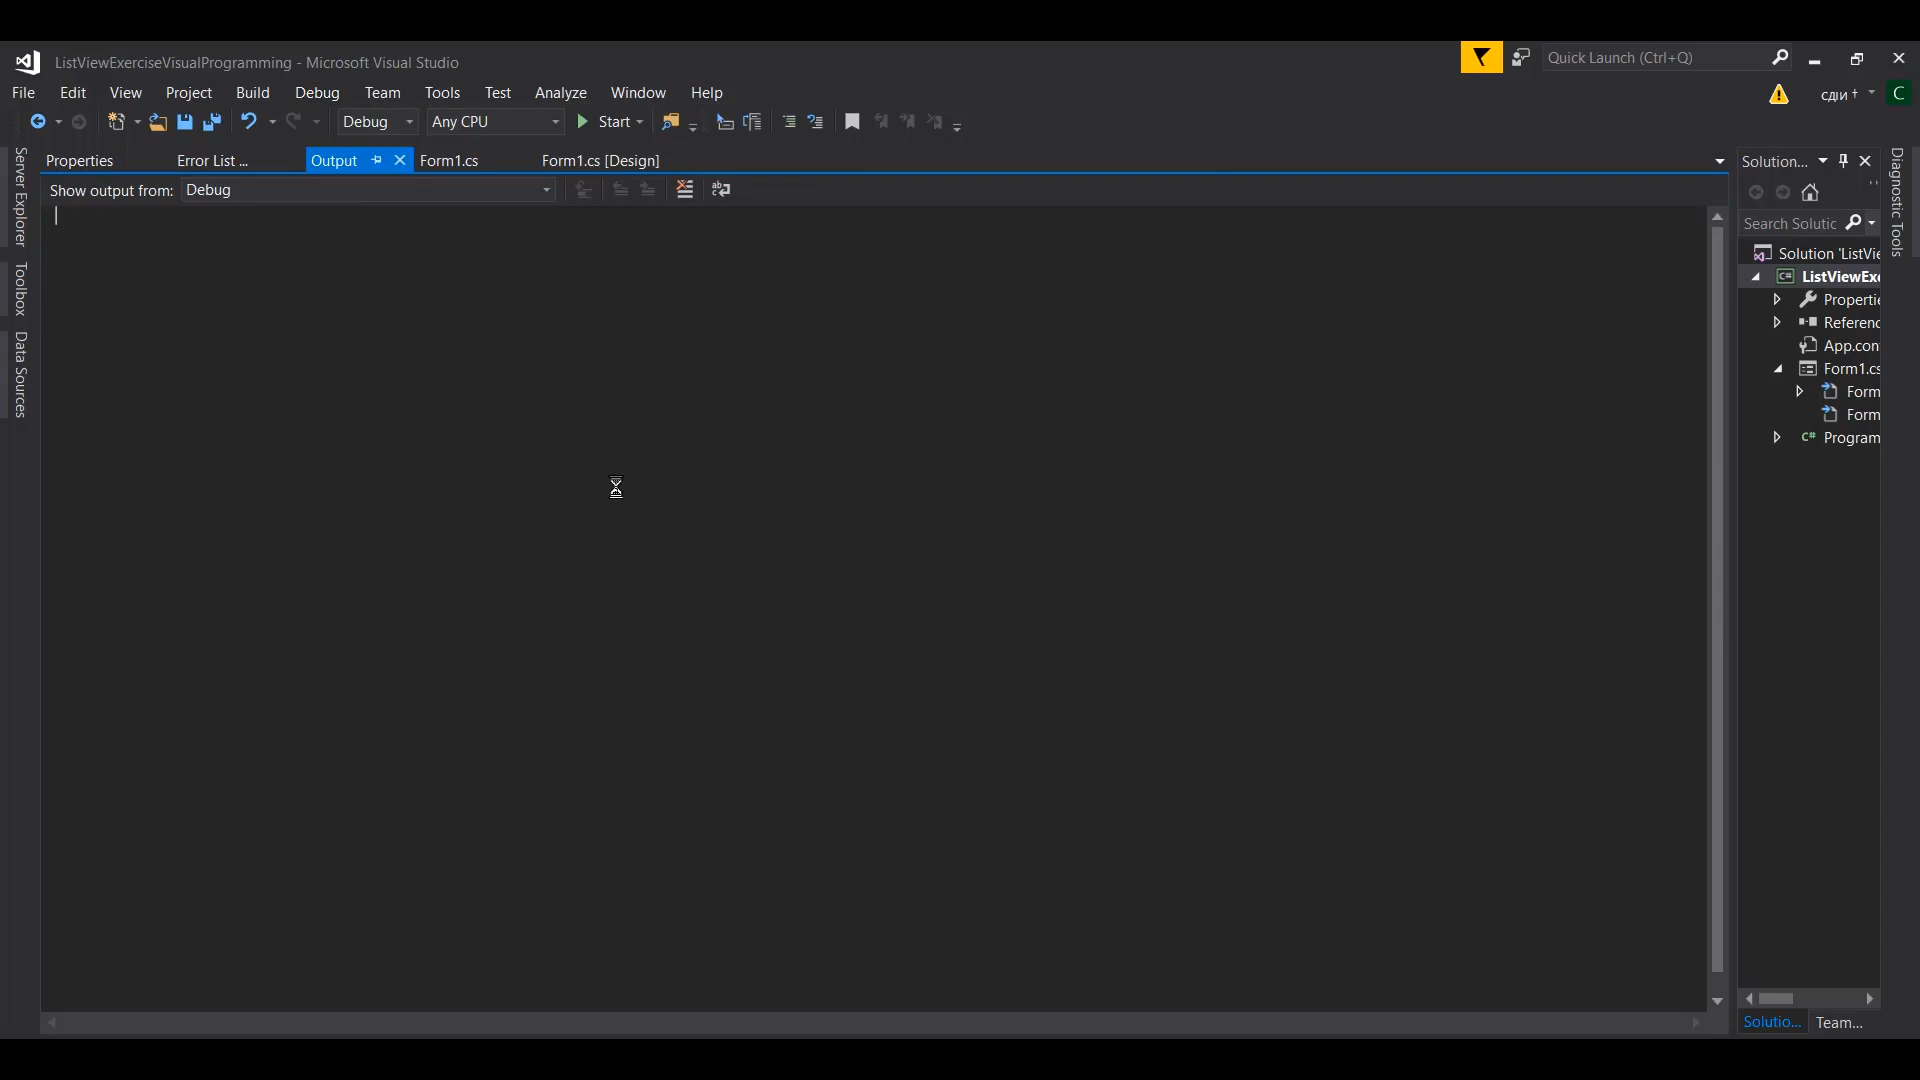 ListViewExerciseVisualProgramming - Microsoft Visual Studio
Quick Launch (Ctrl+Q)
File Edit View Project Build Debug Team Tools Test Analyze Window Help
сдıи †
C
Debug Any CPU Start
Properties Error List ... Output Form1.cs Form1.cs [Design]
Show output from: Debug
Server Explorer
Toolbox
Data Sources
Solution...
Search Solutic
Solution 'ListVie
C# ListViewExe
Propertie
Referenc
App.con
Form1.cs
Form
Form
C# Program
Solutio... Team...
Diagnostic Tools